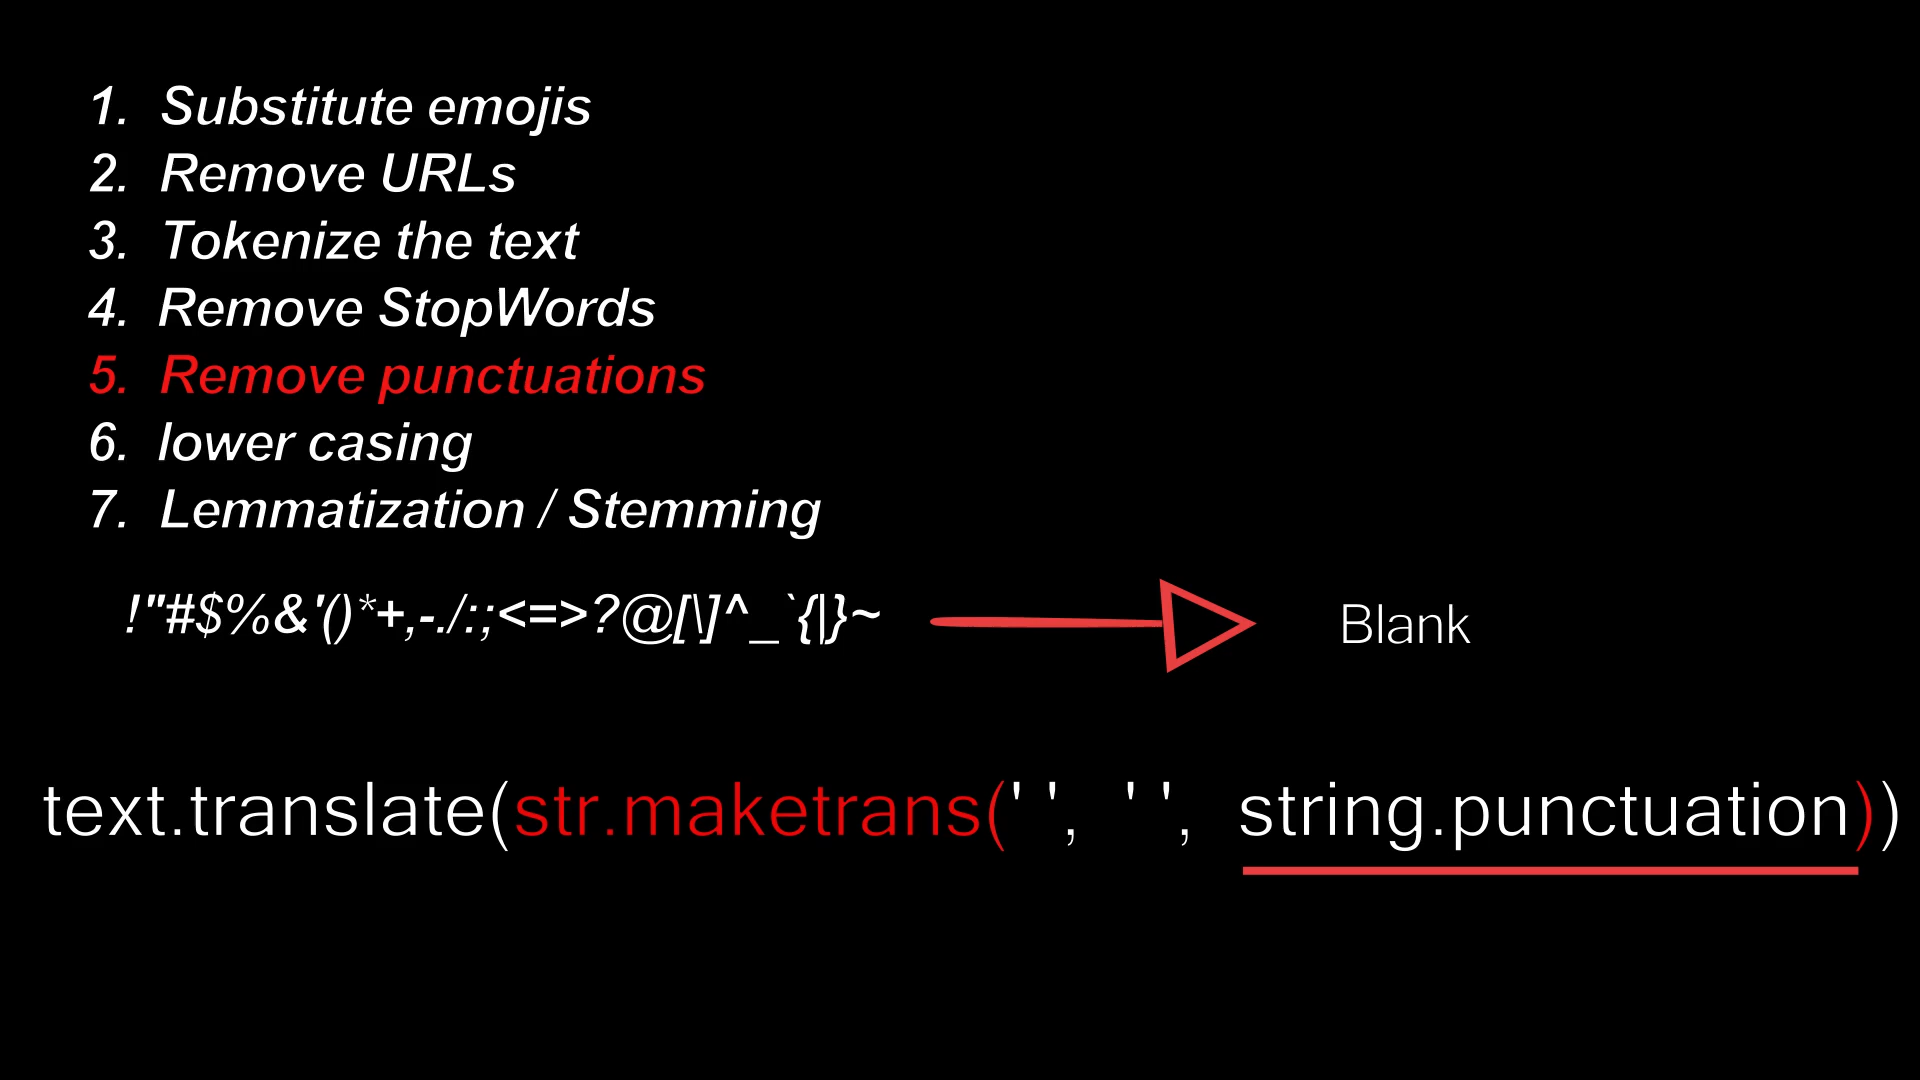 1. Substitute emojis
2. Remove URLs
3. Tokenize the text
4. Remove StopWords
5. Remove punctuations
6. lower casing
7. Lemmatization / Stemming
!"#$%&'()*+,-./:;<=>?@[\]^_`{|}~ Blank
text.translate(str.maketrans(' ', ' ', string.punctuation))